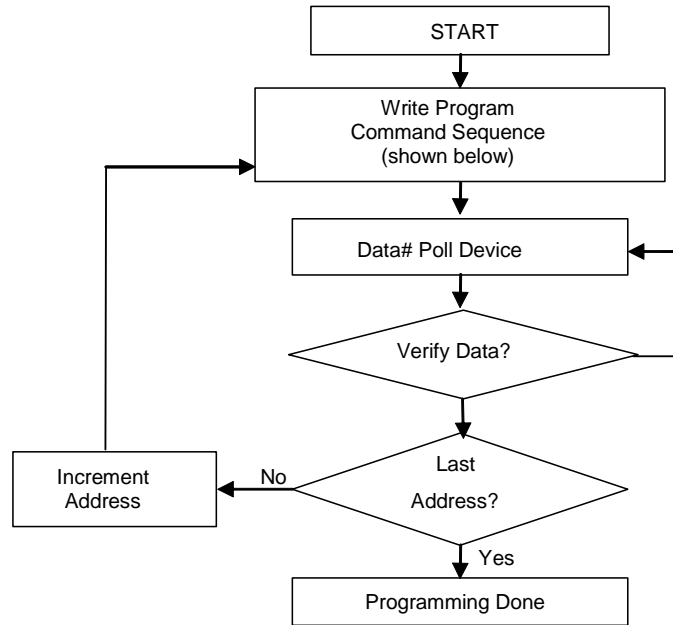 START
Write Program
Command Sequence
(shown below)
Data# Poll Device
Verify Data?
Last
Address?
No
Increment
Address
Yes
Programming Done